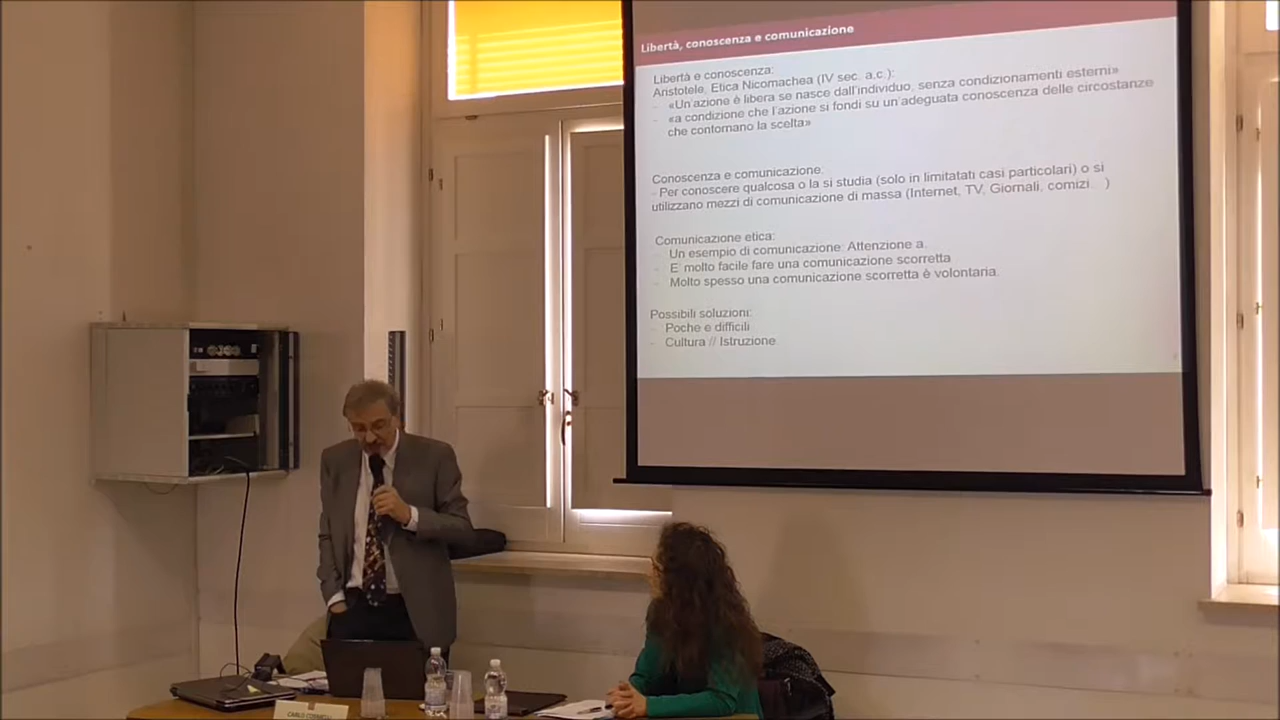 Libertà, conoscenza e comunicazione
Libertà e conoscenza:
Aristotele, Etica Nicomachea (IV sec. a.c.):
- «Un'azione è libera se nasce dall'individuo, senza condizionamenti esterni»
- «a condizione che l'azione si fondi su un'adeguata conoscenza delle circostanze
che contornano la scelta»
Conoscenza e comunicazione:
- Per conoscere qualcosa o la si studia (solo in limitatati casi particolari) o si
utilizzano mezzi di comunicazione di massa (Internet, TV, Giornali, comizi...)
Comunicazione etica:
- Un esempio di comunicazione: Attenzione a.
- E' molto facile fare una comunicazione scorretta
- Molto spesso una comunicazione scorretta è volontaria.
Possibili soluzioni:
- Poche e difficili
- Cultura // Istruzione
CARLO